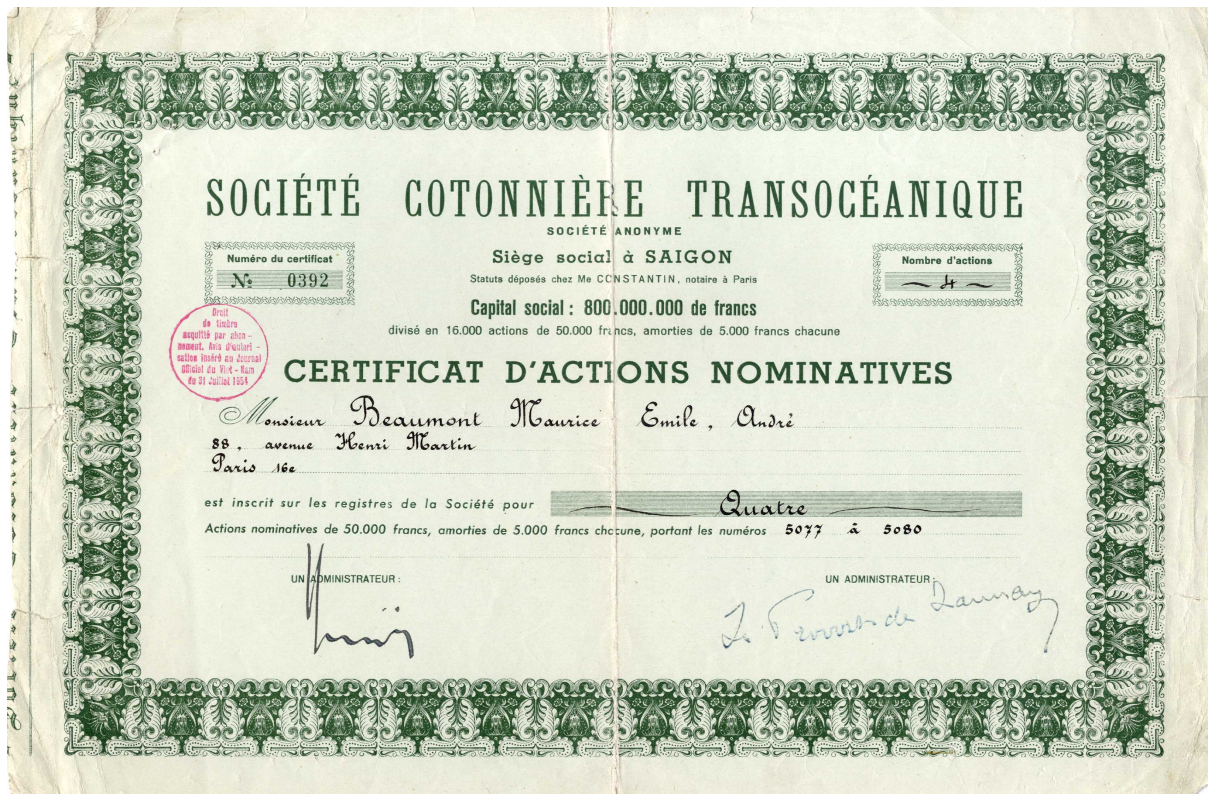 SOCIÉTÉ COTONNIÈRE TRANSOCÉANIQUE
SOCIÉTÉ ANONYME
Siège social à SAIGON
Statuts déposés chez Me CONSTANTIN, notaire à Paris
Capital social : 800.000.000 de francs
divisé en 16.000 actions de 50.000 francs, amorties de 5.000 francs chacune
Numéro du certificat
No: 0392
Nombre d'actions
4
Droit
de timbre
acquitté par abon -
nement. Avis d'autori -
sation inséré au Journal
Officiel du Viet - Nam
du 31 Juillet 1954
CERTIFICAT D'ACTIONS NOMINATIVES
Monsieur Beaumont Maurice Emile, André
88, avenue Henri Martin
Paris 16e
est inscrit sur les registres de la Société pour Quatre
Actions nominatives de 50.000 francs, amorties de 5.000 francs chacune, portant les numéros 5077 à 5080
UN ADMINISTRATEUR :
UN ADMINISTRATEUR :
Le Provost de Launay